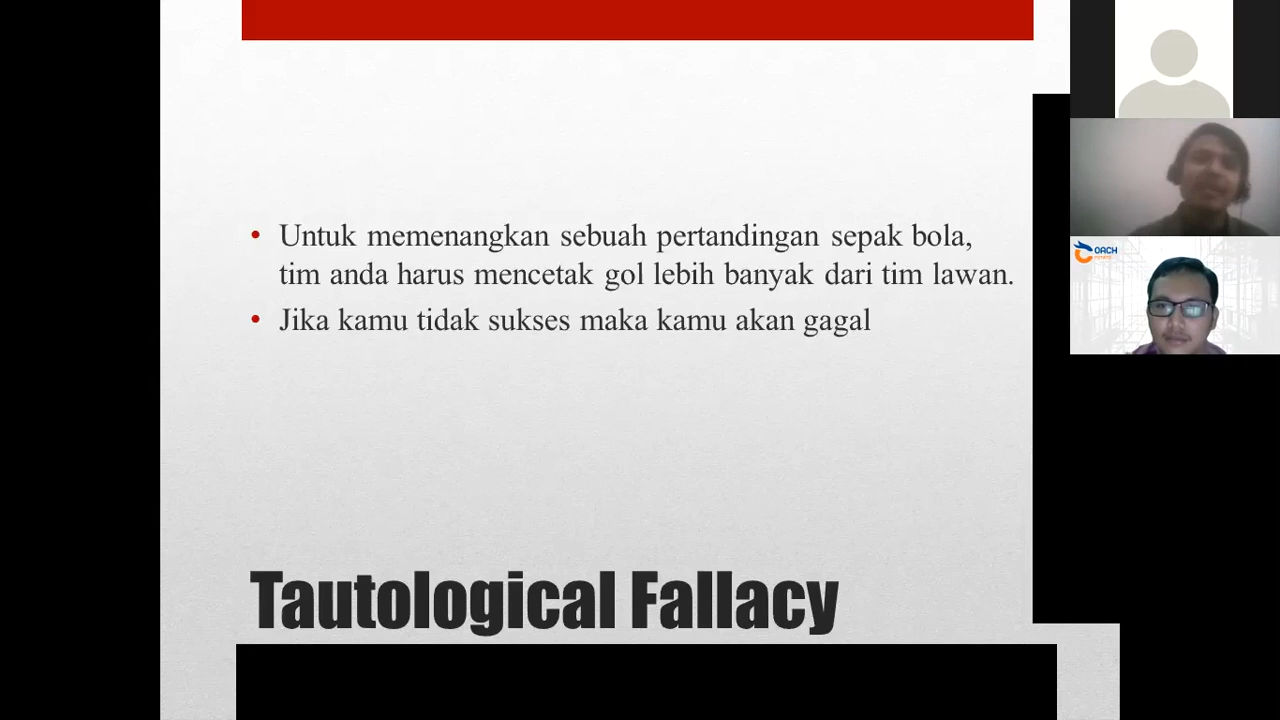 Untuk memenangkan sebuah pertandingan sepak bola,
tim anda harus mencetak gol lebih banyak dari tim lawan.
Jika kamu tidak sukses maka kamu akan gagal
Tautological Fallacy
OACH